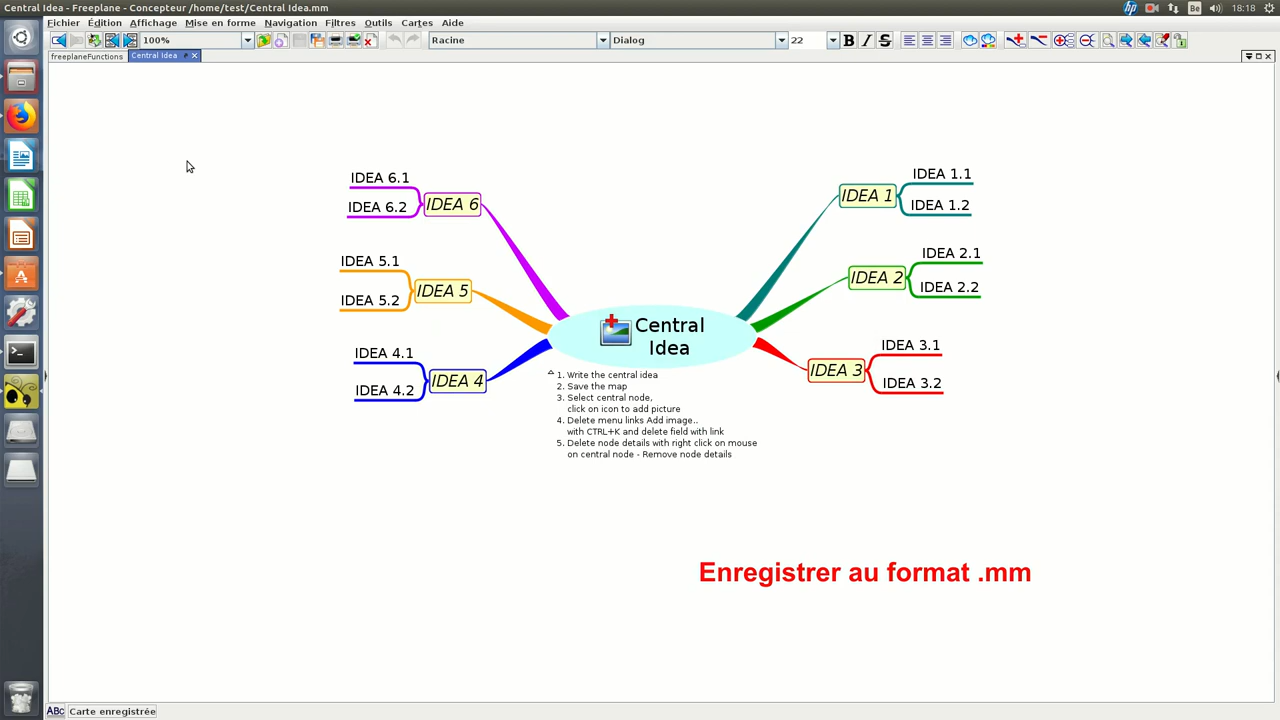 Central Idea - Freeplane - Concepteur /home/test/Central Idea.mm
Be
18:18
Fichier Édition Affichage Mise en forme Navigation Filtres Outils Cartes Aide
100%
Racine
Dialog
22
B I S
freeplaneFunctions
Central Idea
IDEA 6.1
IDEA 6.2
IDEA 6
IDEA 5.1
IDEA 5.2
IDEA 5
IDEA 4.1
IDEA 4.2
IDEA 4
IDEA 1
IDEA 1.1
IDEA 1.2
IDEA 2
IDEA 2.1
IDEA 2.2
IDEA 3
IDEA 3.1
IDEA 3.2
Central
Idea
1. Write the central idea
2. Save the map
3. Select central node,
click on icon to add picture
4. Delete menu links Add image..
with CTRL+K and delete field with link
5. Delete node details with right click on mouse
on central node - Remove node details
Enregistrer au format .mm
ABC
Carte enregistrée